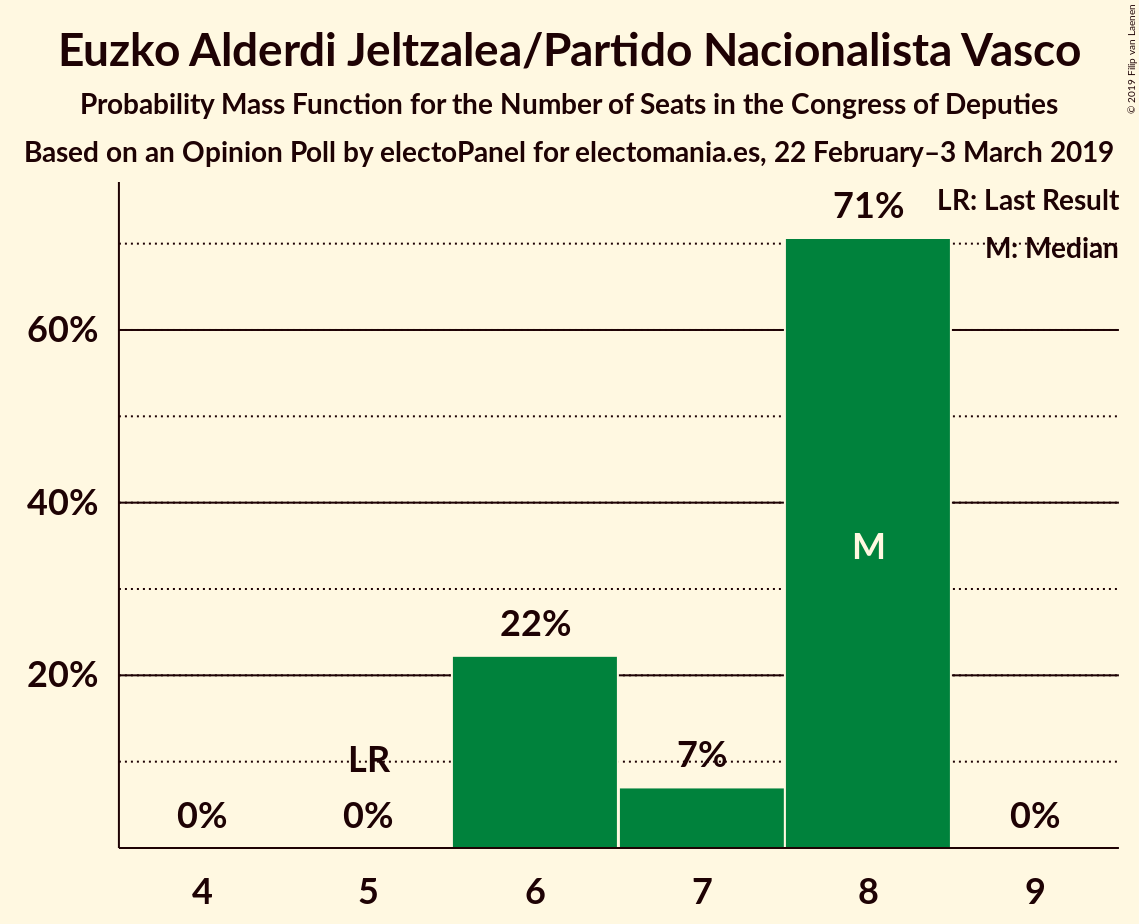 Euzko Alderdi Jeltzalea/Partido Nacionalista Vasco
Probability Mass Function for the Number of Seats in the Congress of Deputies
Based on an Opinion Poll by electoPanel for electomania.es, 22 February–3 March 2019
© 2019 Filip van Laenen
LR: Last Result
M: Median
71%
60%
40%
M
22%
20%
LR
7%
0%
0%
0%
4
5
6
7
8
9